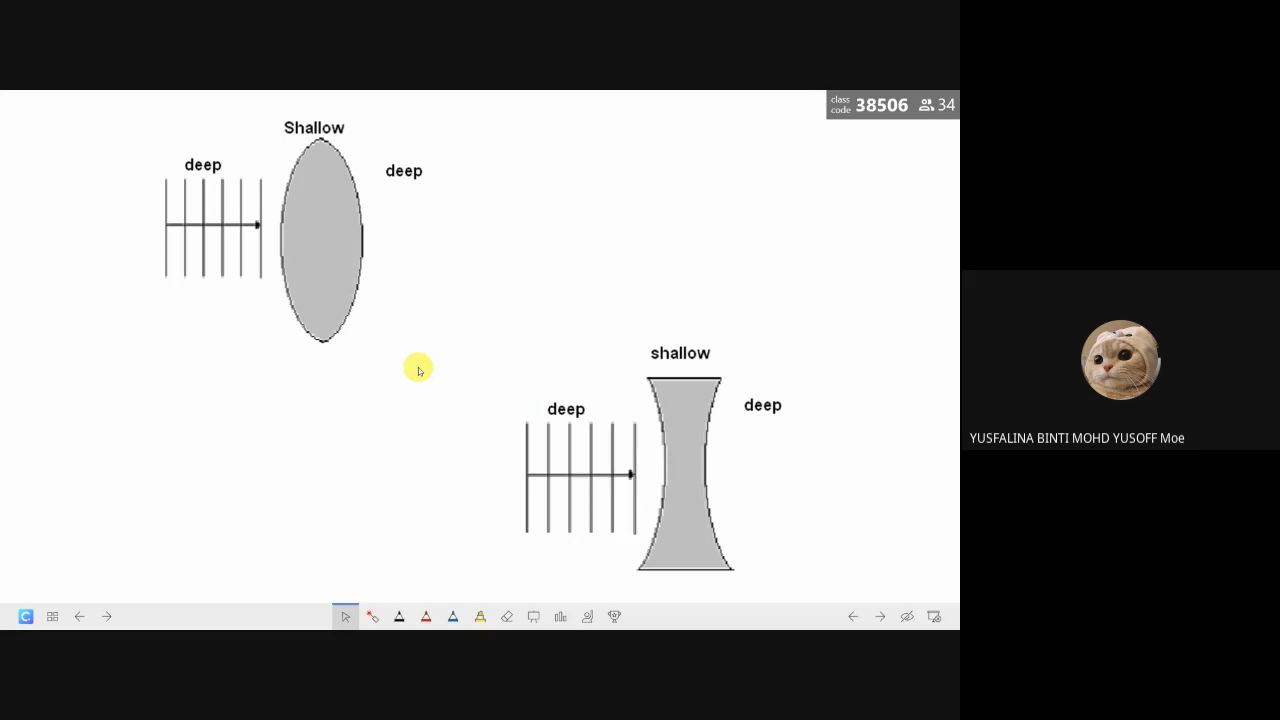 class
code 38506 34
Shallow
deep
deep
shallow
deep
deep
YUSFALINA BINTI MOHD YUSOFF Moe